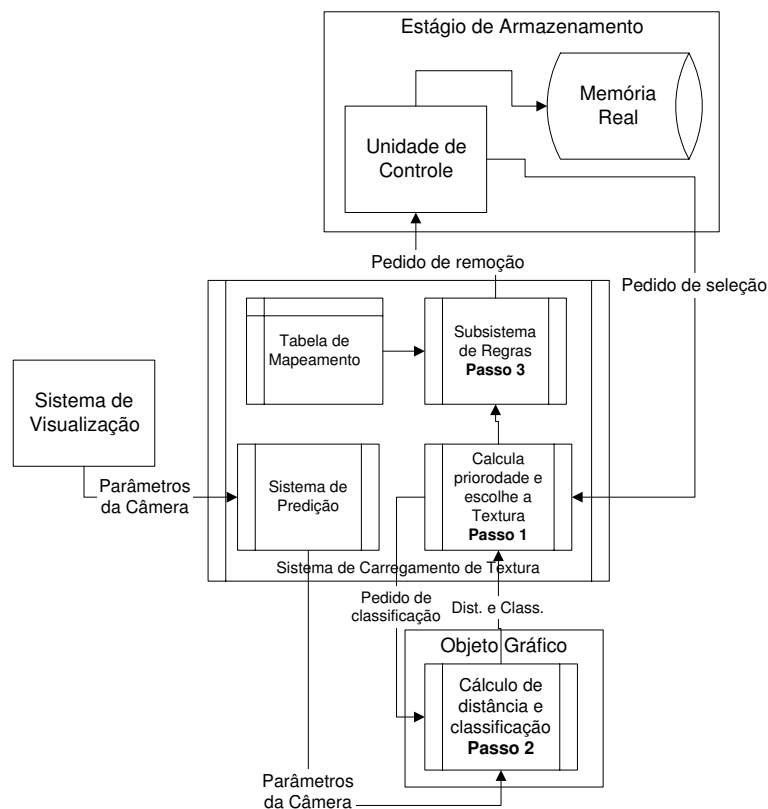 Estágio de Armazenamento
Memória
Real
Unidade de
Controle
Pedido de remoção
Pedido de seleção
Tabela de
Mapeamento
Subsistema
de Regras
Passo 3
Sistema de
Visualização
Parâmetros
da Câmera
Sistema de
Predição
Calcula
priorodade e
escolhe a
Textura
Passo 1
Sistema de Carregamento de Textura
Pedido de
classificação
Dist. e Class.
Objeto Gráfico
Cálculo de
distância e
classificação
Passo 2
Parâmetros
da Câmera